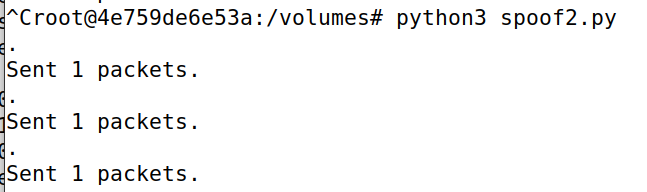 ^Croot@4e759de6e53a:/volumes# python3 spoof2.py
.
Sent 1 packets.
.
Sent 1 packets.
.
Sent 1 packets.